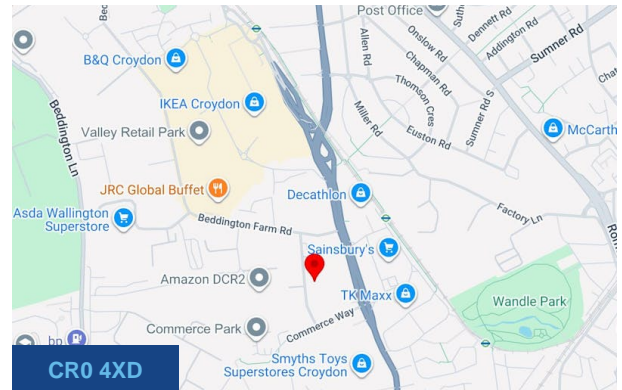 Post Office
Suth
Dennett Rd
Addington Rd
Sumner Rd
Onslow Rd
Allen Rd
Chapman Rd
Cha
B&Q Croydon
IKEA Croydon
Thomson Cres
Sumner Rd S
Beddington Ln
Valley Retail Park
Miller Rd
Euston Rd
McCarth
JRC Global Buffet
Decathlon
Asda Wallington
Superstore
Beddington Farm Rd
Factory Ln
Rom
Sainsbury's
Amazon DCR2
TK Maxx
Wandle Park
Commerce Park
Commerce Way
bp
Smyths Toys
Superstores Croydon
CR0 4XD